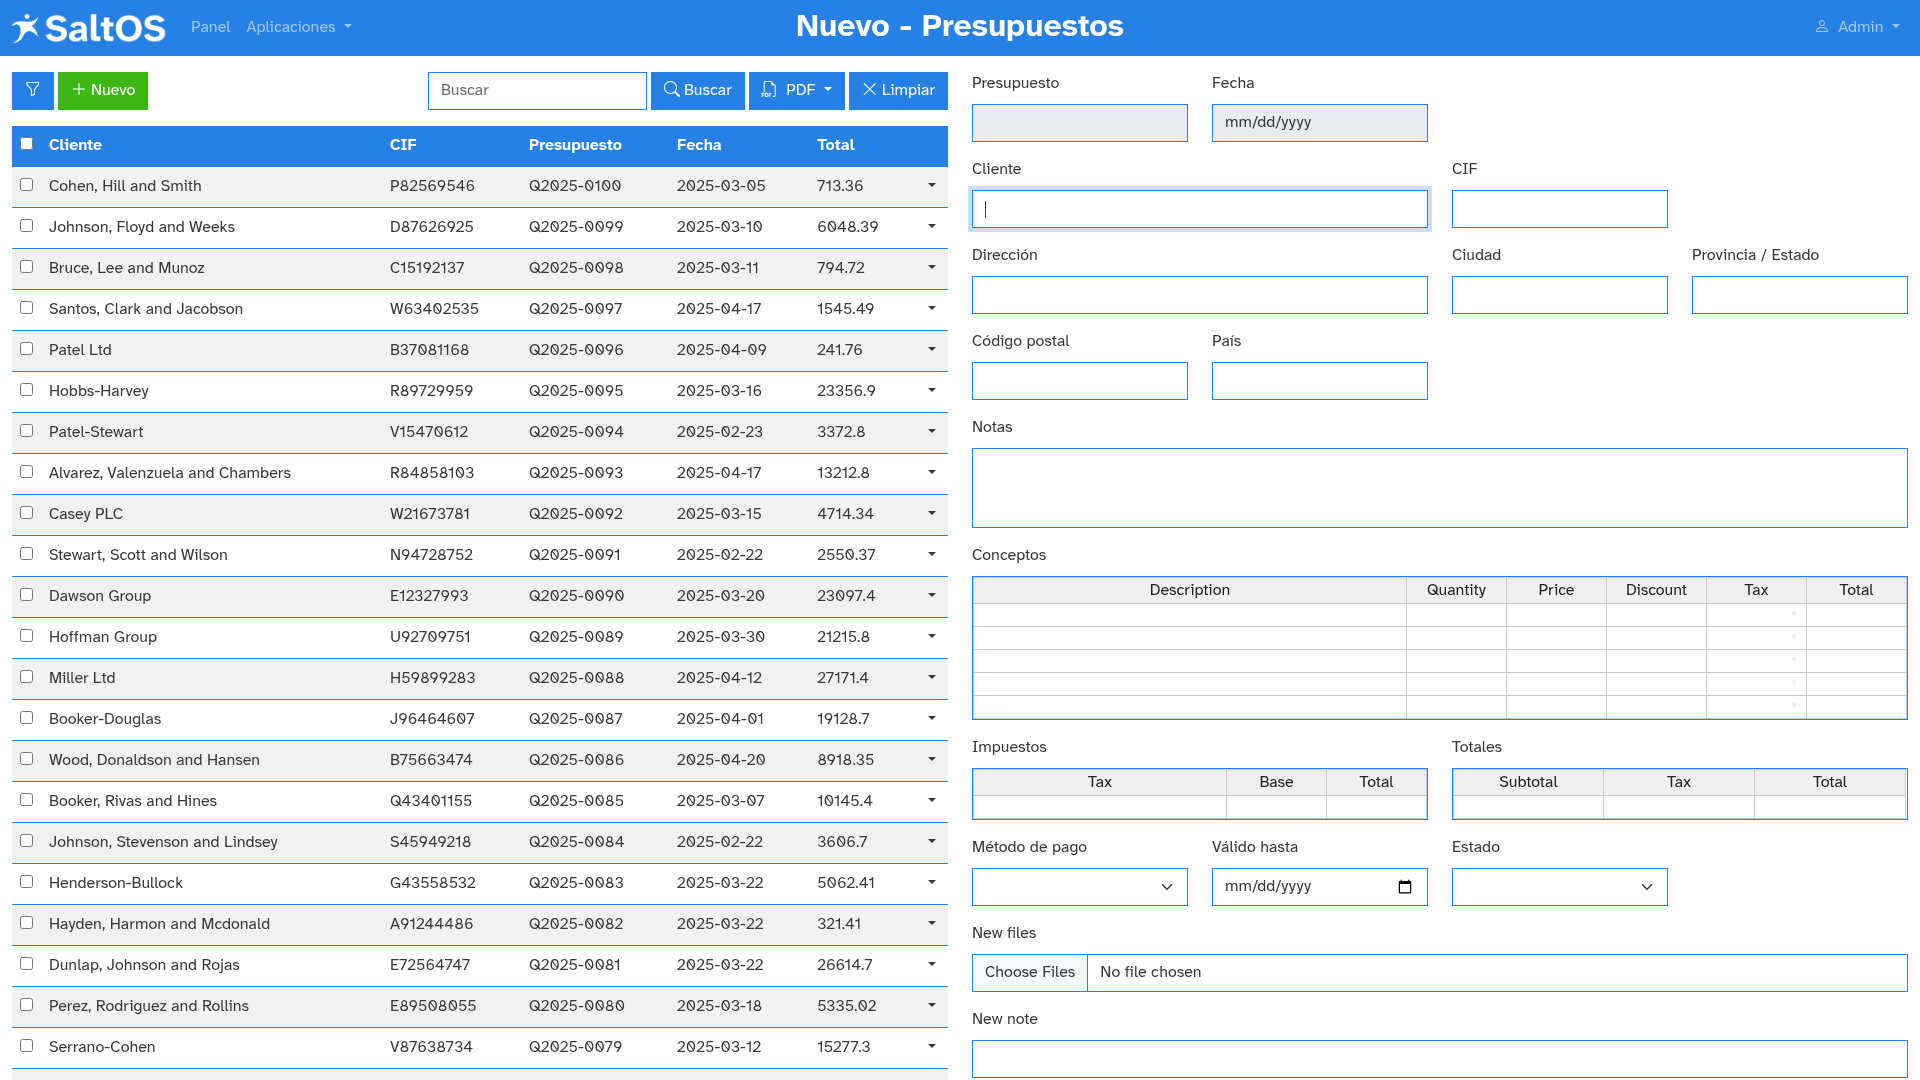 SaltOS Panel Aplicaciones Nuevo - Presupuestos Admin
Nuevo Buscar Buscar PDF Limpiar
Cliente CIF Presupuesto Fecha Total
Cohen, Hill and Smith P82569546 Q2025-0100 2025-03-05 713.36
Johnson, Floyd and Weeks D87626925 Q2025-0099 2025-03-10 6048.39
Bruce, Lee and Munoz C15192137 Q2025-0098 2025-03-11 794.72
Santos, Clark and Jacobson W63402535 Q2025-0097 2025-04-17 1545.49
Patel Ltd B37081168 Q2025-0096 2025-04-09 241.76
Hobbs-Harvey R89729959 Q2025-0095 2025-03-16 23356.9
Patel-Stewart V15470612 Q2025-0094 2025-02-23 3372.8
Alvarez, Valenzuela and Chambers R84858103 Q2025-0093 2025-04-17 13212.8
Casey PLC W21673781 Q2025-0092 2025-03-15 4714.34
Stewart, Scott and Wilson N94728752 Q2025-0091 2025-02-22 2550.37
Dawson Group E12327993 Q2025-0090 2025-03-20 23097.4
Hoffman Group U92709751 Q2025-0089 2025-03-30 21215.8
Miller Ltd H59899283 Q2025-0088 2025-04-12 27171.4
Booker-Douglas J96464607 Q2025-0087 2025-04-01 19128.7
Wood, Donaldson and Hansen B75663474 Q2025-0086 2025-04-20 8918.35
Booker, Rivas and Hines Q43401155 Q2025-0085 2025-03-07 10145.4
Johnson, Stevenson and Lindsey S45949218 Q2025-0084 2025-02-22 3606.7
Henderson-Bullock G43558532 Q2025-0083 2025-03-22 5062.41
Hayden, Harmon and Mcdonald A91244486 Q2025-0082 2025-03-22 321.41
Dunlap, Johnson and Rojas E72564747 Q2025-0081 2025-03-22 26614.7
Perez, Rodriguez and Rollins E89508055 Q2025-0080 2025-03-18 5335.02
Serrano-Cohen V87638734 Q2025-0079 2025-03-12 15277.3
Presupuesto Fecha
mm/dd/yyyy
Cliente CIF
Dirección Ciudad Provincia / Estado
Código postal País
Notas
Conceptos
Description Quantity Price Discount Tax Total
Impuestos Totales
Tax Base Total Subtotal Tax Total
Método de pago Válido hasta Estado
mm/dd/yyyy
New files
Choose Files No file chosen
New note